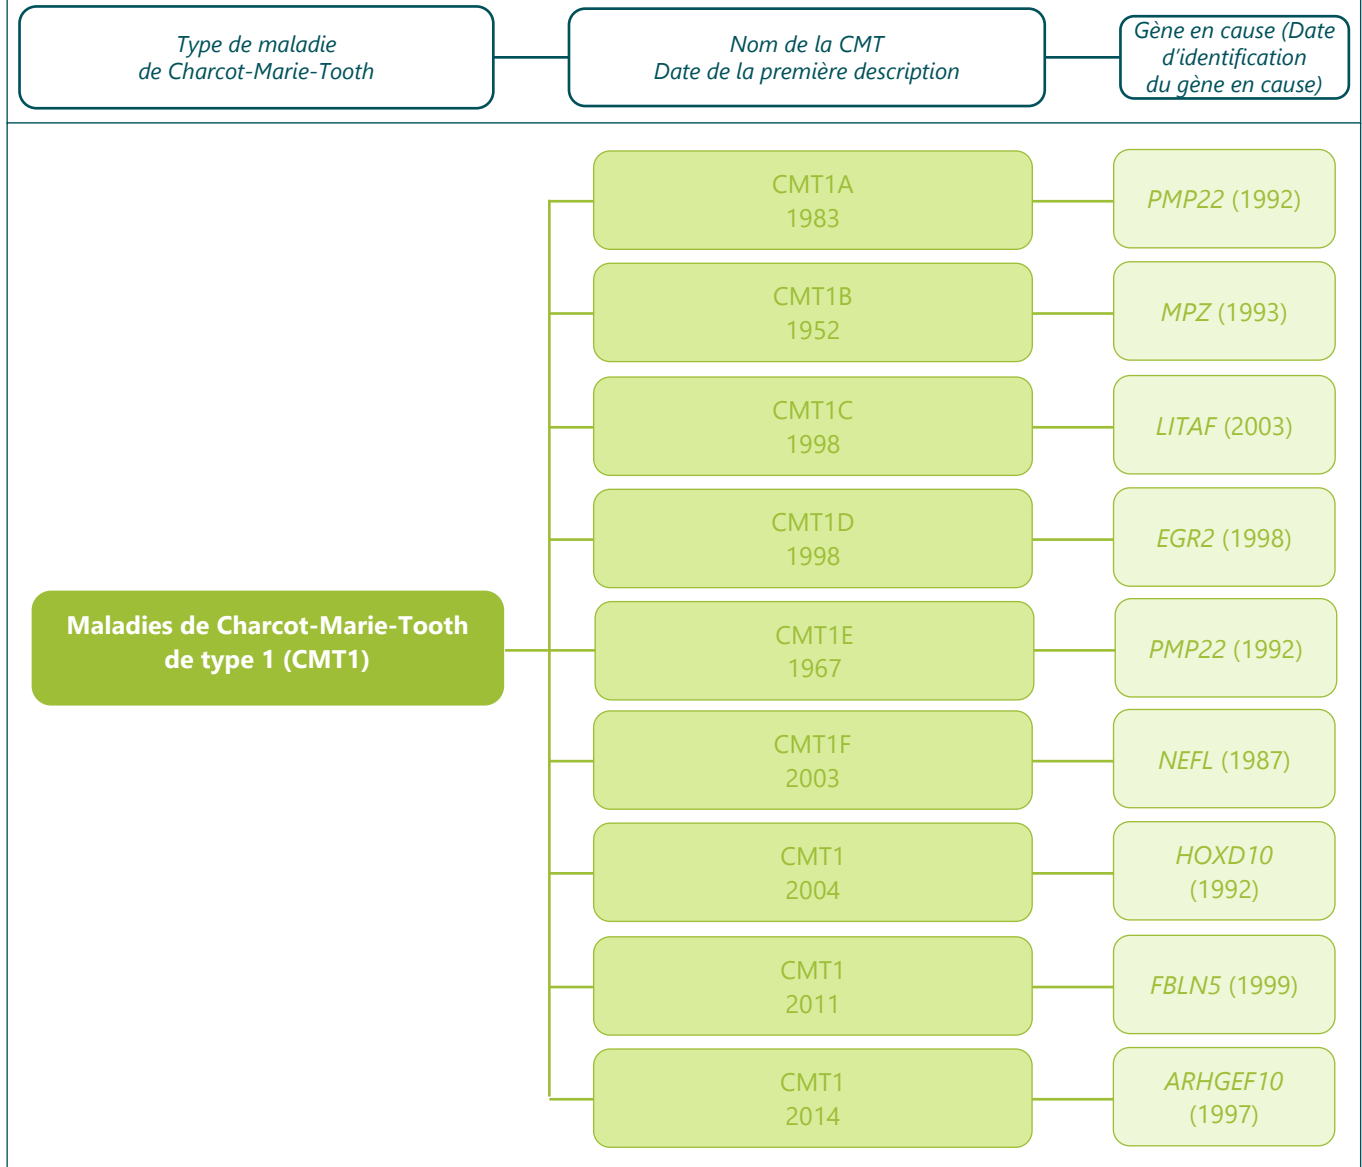 Type de maladie
de Charcot-Marie-Tooth
Nom de la CMT
Date de la première description
Gène en cause (Date
d'identification
du gène en cause)
Maladies de Charcot-Marie-Tooth
de type 1 (CMT1)
CMT1A
1983
PMP22 (1992)
CMT1B
1952
MPZ (1993)
CMT1C
1998
LITAF (2003)
CMT1D
1998
EGR2 (1998)
CMT1E
1967
PMP22 (1992)
CMT1F
2003
NEFL (1987)
CMT1
2004
HOXD10
(1992)
CMT1
2011
FBLN5 (1999)
CMT1
2014
ARHGEF10
(1997)